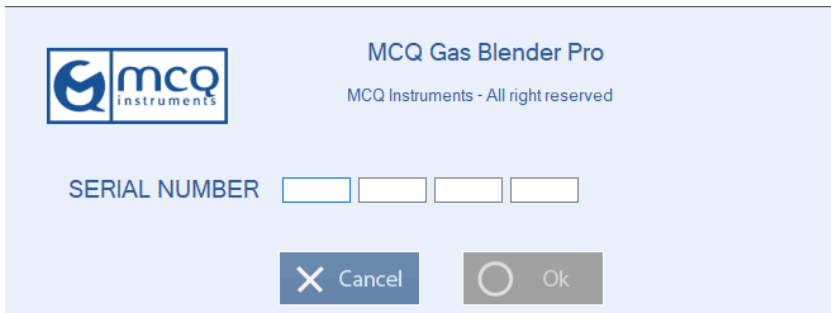 mcq
instruments
MCQ Gas Blender Pro
MCQ Instruments - All right reserved
SERIAL NUMBER
Cancel
Ok